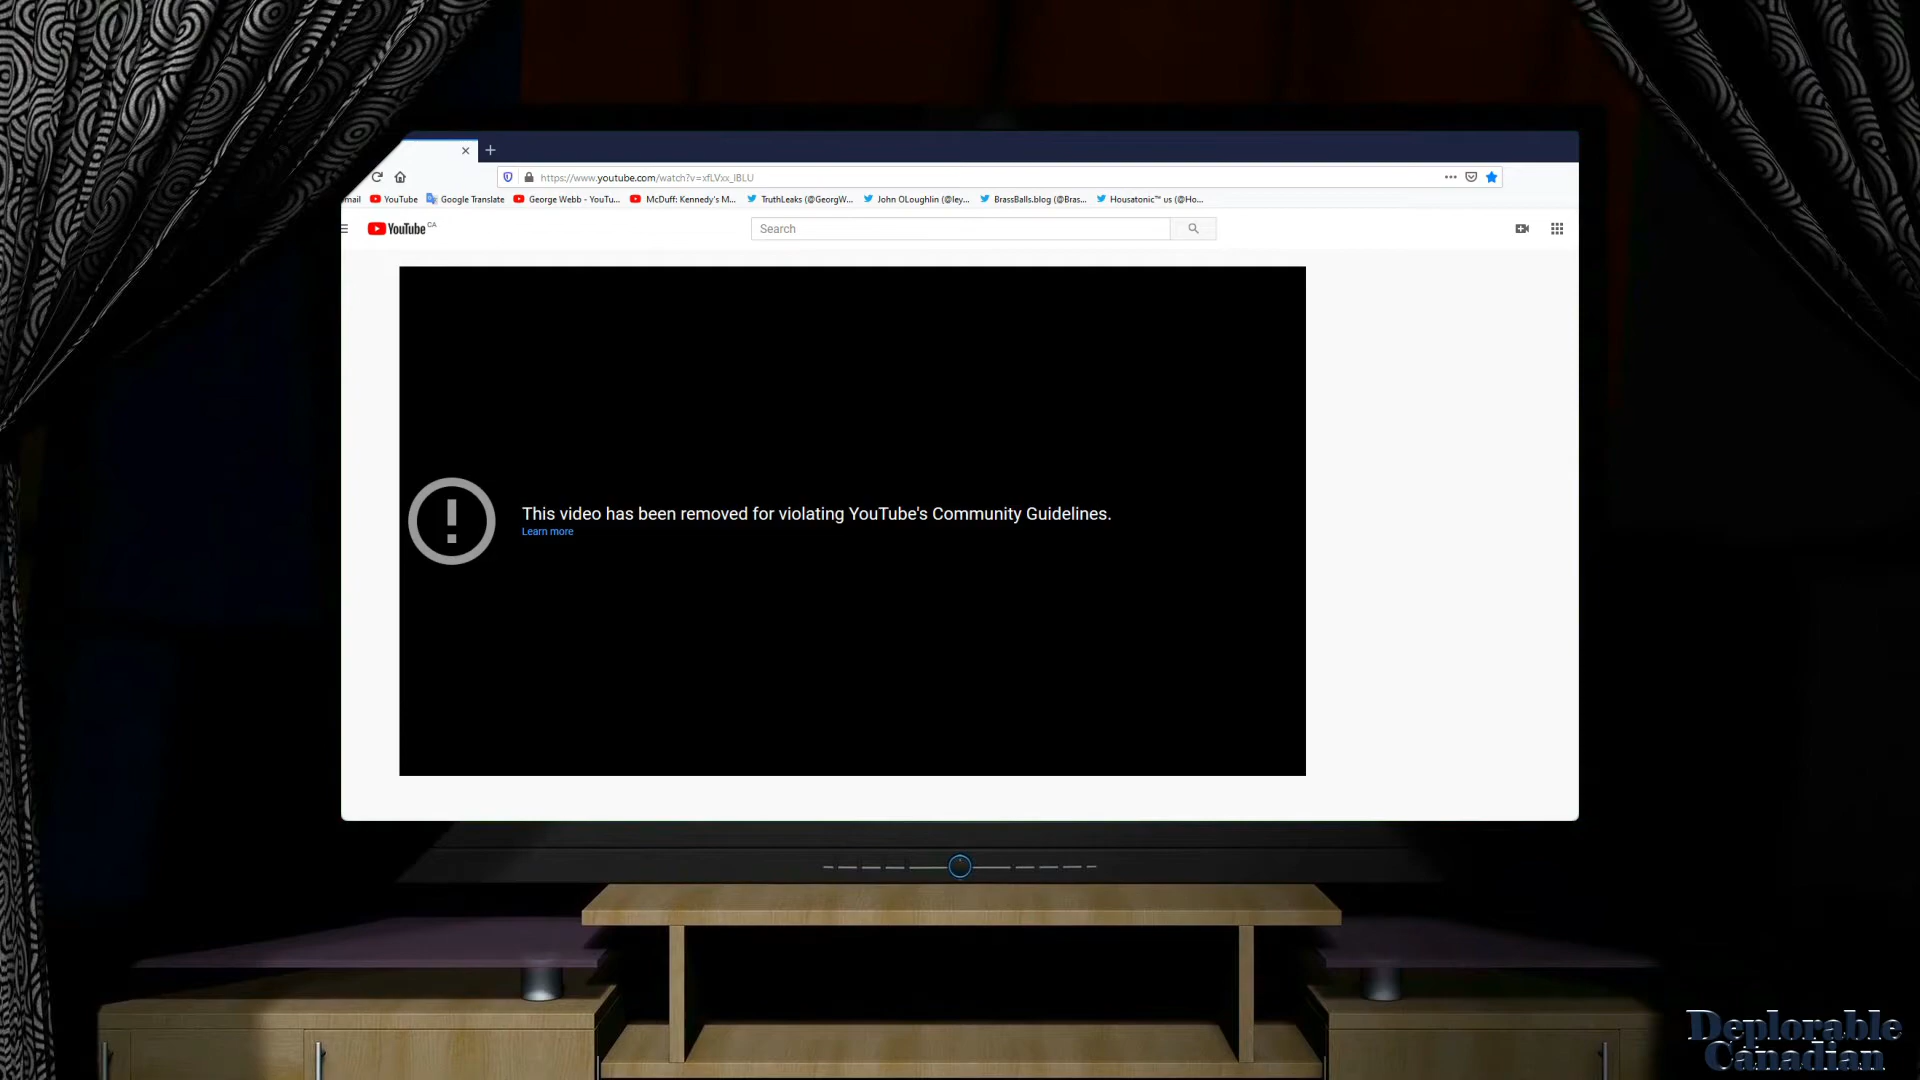 https://www.youtube.com/watch?v=xfLVxx_IBLU
mail YouTube Google Translate George Webb - YouTu... McDuff: Kennedy's M... TruthLeaks (@GeorgW... John OLoughlin (@ley... BrassBalls.blog (@Bras... Housatonic™ us (@Ho...
YouTube CA Search
This video has been removed for violating YouTube's Community Guidelines.
Learn more
Deplorable
Canadian